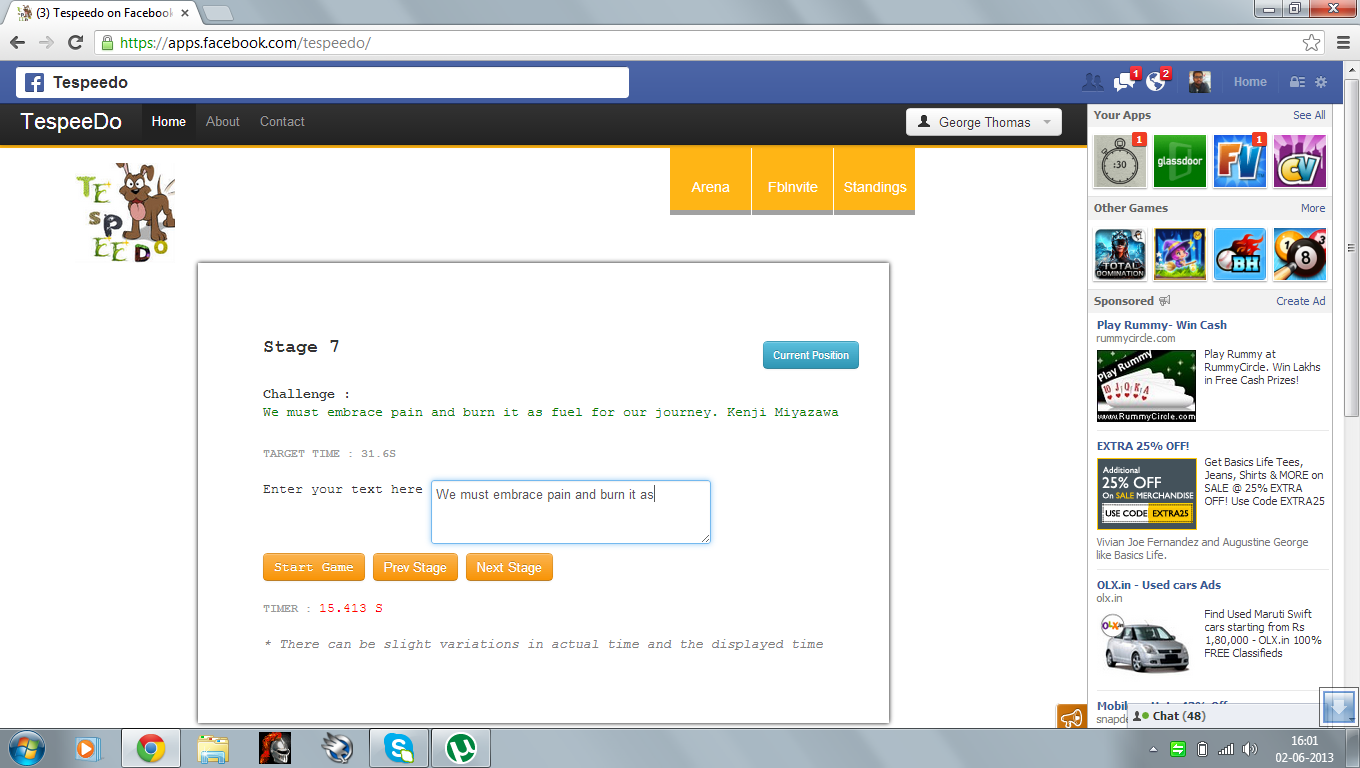 (3) Tespeedo on Facebook
https://apps.facebook.com/tespeedo/
Tespeedo
1
2
Home
TespeeDo
Home
About
Contact
George Thomas
TESPEEDO
Arena
FbInvite
Standings
Stage 7
Current Position
Challenge :
We must embrace pain and burn it as fuel for our journey. Kenji Miyazawa
TARGET TIME : 31.6S
Enter your text here
We must embrace pain and burn it as
Start Game
Prev Stage
Next Stage
TIMER : 15.413 S
* There can be slight variations in actual time and the displayed time
Your Apps
See All
:30
1
glassdoor
FV
1
CV
Other Games
More
TOTAL DOMINATION
BH
1
3
8
Sponsored
Create Ad
Play Rummy- Win Cash
rummycircle.com
Play Rummy
10 J Q K A
www.RummyCircle.com
Play Rummy at
RummyCircle. Win Lakhs
in Free Cash Prizes!
EXTRA 25% OFF!
Additional
25% OFF
On SALE MERCHANDISE
USE CODE EXTRA25
Get Basics Life Tees,
Jeans, Shirts & MORE on
SALE @ 25% EXTRA
OFF! Use Code EXTRA25
Vivian Joe Fernandez and Augustine George
like Basics Life.
OLX.in - Used cars Ads
olx.in
OLX.in
Find Used Maruti Swift
cars starting from Rs
1,80,000 - OLX.in 100%
FREE Classifieds
Chat (48)
16:01
02-06-2013